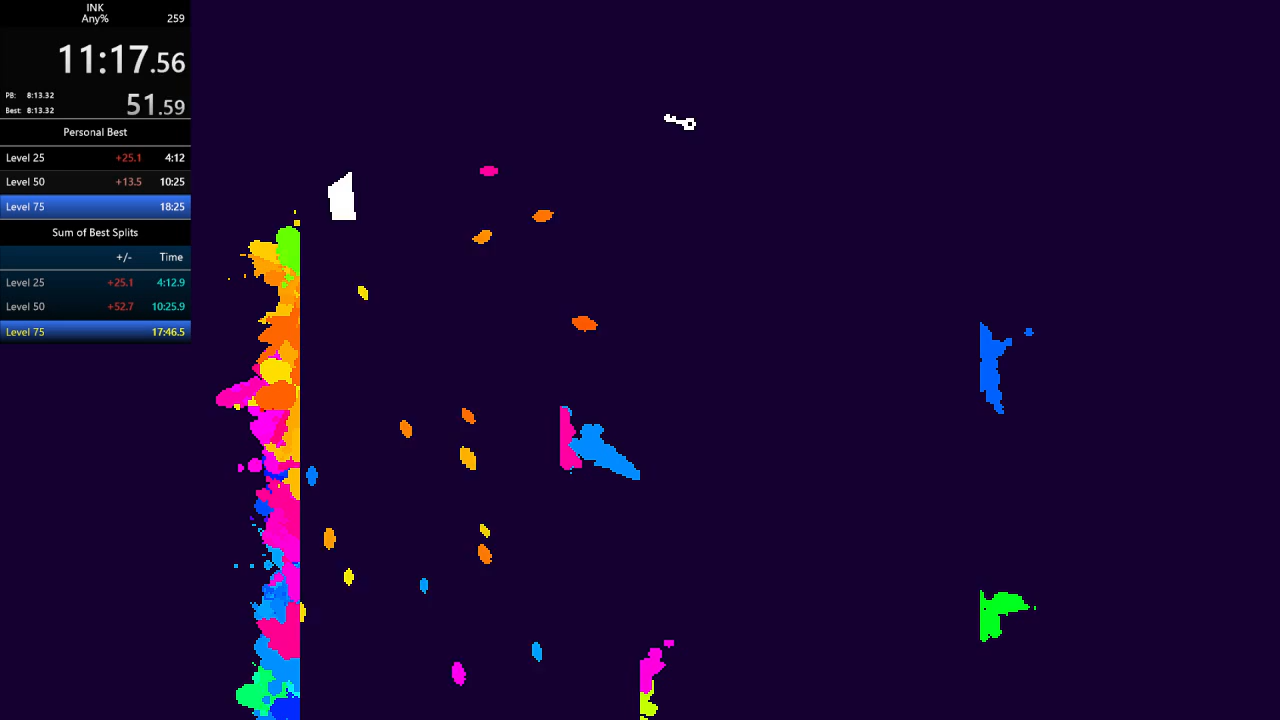 INK
Any% 259
11:17.56
PB: 8:13.32
Best: 8:13.32
51.59
Personal Best
Level 25 +25.1 4:12
Level 50 +13.5 10:25
Level 75 18:25
Sum of Best Splits
+/- Time
Level 25 +25.1 4:12.9
Level 50 +52.7 10:25.9
Level 75 17:46.5